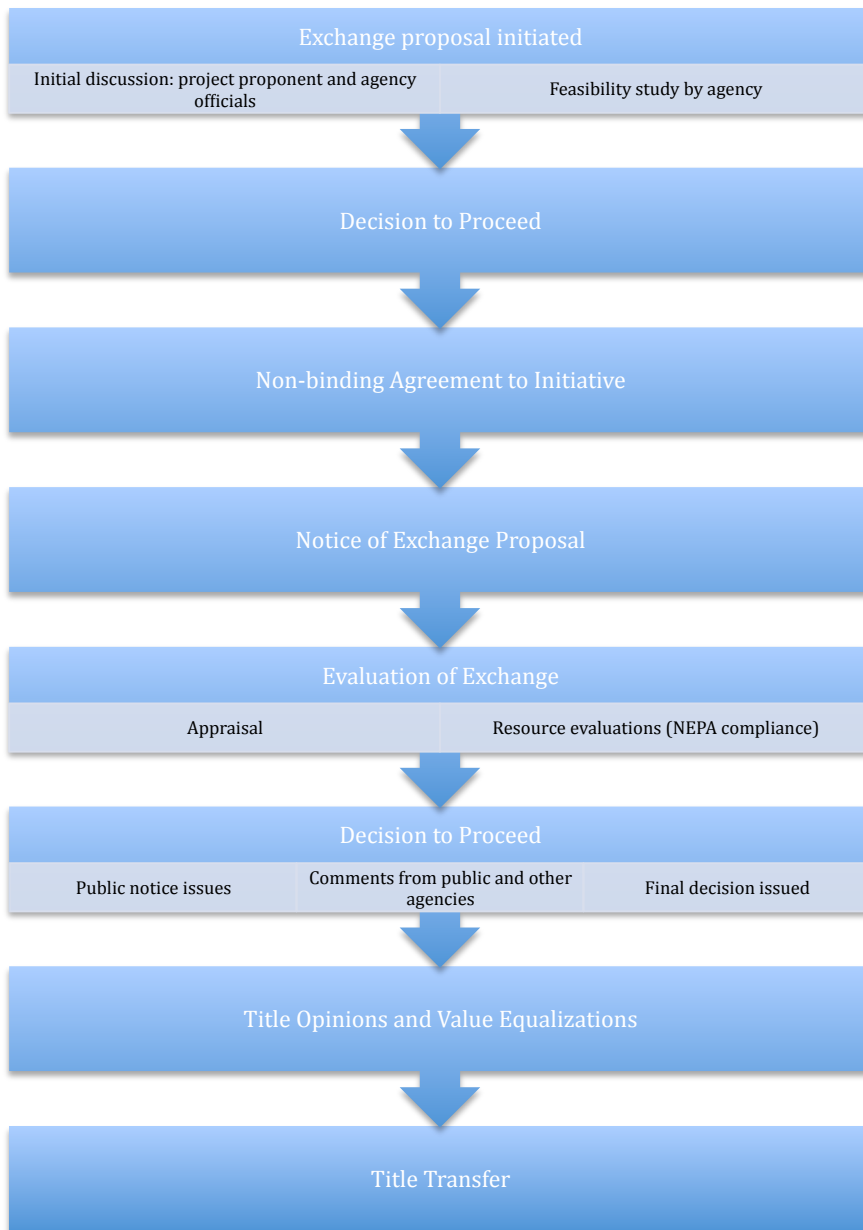 Exchange proposal initiated
Initial discussion: project proponent and agency
officials
Feasibility study by agency
Decision to Proceed
Non-binding Agreement to Initiative
Notice of Exchange Proposal
Evaluation of Exchange
Appraisal
Resource evaluations (NEPA compliance)
Decision to Proceed
Public notice issues
Comments from public and other
agencies
Final decision issued
Title Opinions and Value Equalizations
Title Transfer